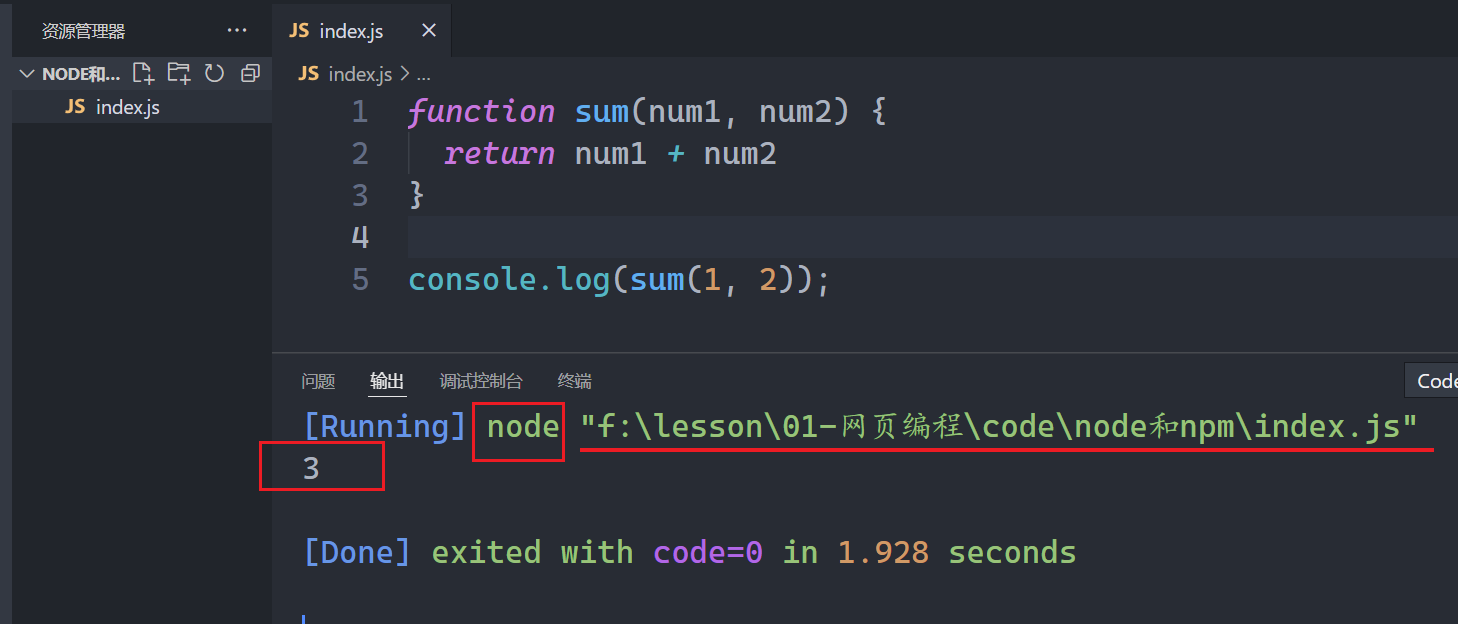 资源管理器 ···
JS index.js ×
NODE和...
JS index.js
JS index.js > ...
1 function sum(num1, num2) {
2 return num1 + num2
3 }
4
5 console.log(sum(1, 2));
问题 输出 调试控制台 终端
[Running] node "f:\lesson\01-网页编程\code\node和npm\index.js"
3
[Done] exited with code=0 in 1.928 seconds